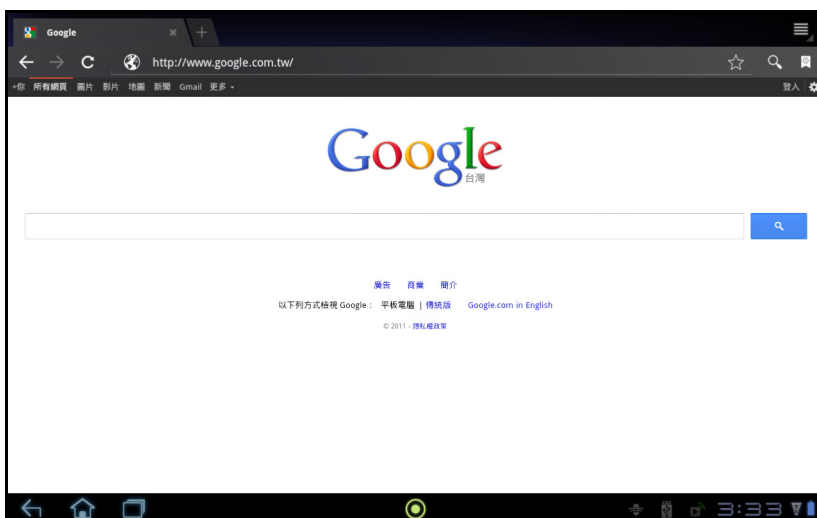 Google
http://www.google.com.tw/
+你 所有網頁 圖片 影片 地圖 新聞 Gmail 更多 登入
Google
台灣
廣告 商業 簡介
以下列方式檢視 Google： 平板電腦 | 傳統版 Google.com in English
© 2011 - 隱私權政策
3:33